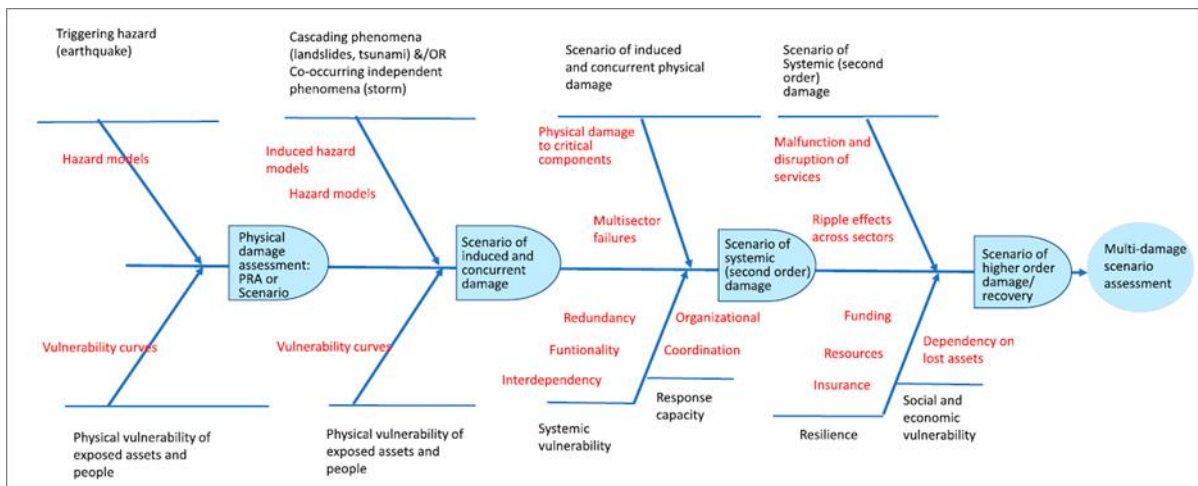 Triggering hazard
(earthquake)
Cascading phenomena
(landslides, tsunami) &/OR
Co-occurring independent
phenomena (storm)
Scenario of induced
and concurrent physical
damage
Scenario of
Systemic (second
order)
damage
Hazard models
Induced hazard
models
Hazard models
Physical damage
to critical
components
Multisector
failures
Malfunction and
disruption of
services
Ripple effects
across sectors
Physical
damage
assessment:
PRA or
Scenario
Scenario of
induced and
concurrent
damage
Scenario of
systemic
(second order)
damage
Scenario of
higher order
damage/
recovery
Multi-damage
scenario
assessment
Vulnerability curves
Vulnerability curves
Redundancy
Funtionality
Interdependency
Organizational
Coordination
Funding
Resources
Insurance
Dependency on
lost assets
Physical vulnerability of
exposed assets and
people
Physical vulnerability of
exposed assets and
people
Systemic
vulnerability
Response
capacity
Resilience
Social and
economic
vulnerability